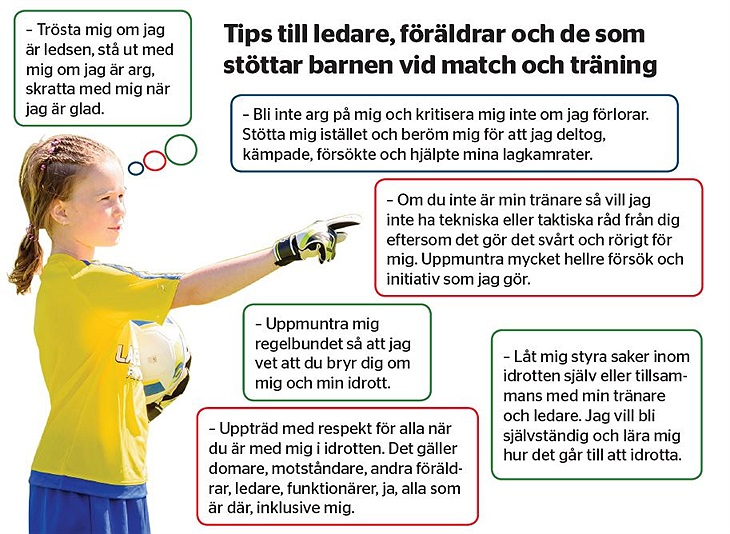 – Trösta mig om jag
är ledsen, stå ut med
mig om jag är arg,
skratta med mig när
jag är glad.
Tips till ledare, föräldrar och de som
stöttar barnen vid match och träning
– Bli inte arg på mig och kritisera mig inte om jag förlorar.
Stötta mig istället och beröm mig för att jag deltog,
kämpade, försökte och hjälpte mina lagkamrater.
– Om du inte är min tränare så vill jag
inte ha tekniska eller taktiska råd från dig
eftersom det gör det svårt och rörigt för
mig. Uppmuntra mycket hellre försök och
initiativ som jag gör.
– Uppmuntra mig
regelbundet så att jag
vet att du bryr dig om
mig och min idrott.
– Låt mig styra saker inom
idrotten själv eller tillsam-
mans med min tränare
och ledare. Jag vill bli
självständig och lära mig
hur det går till att idrotta.
– Uppträd med respekt för alla när
du är med mig i idrotten. Det gäller
domare, motståndare, andra föräld-
rar, ledare, funktionärer, ja, alla som
är där, inklusive mig.